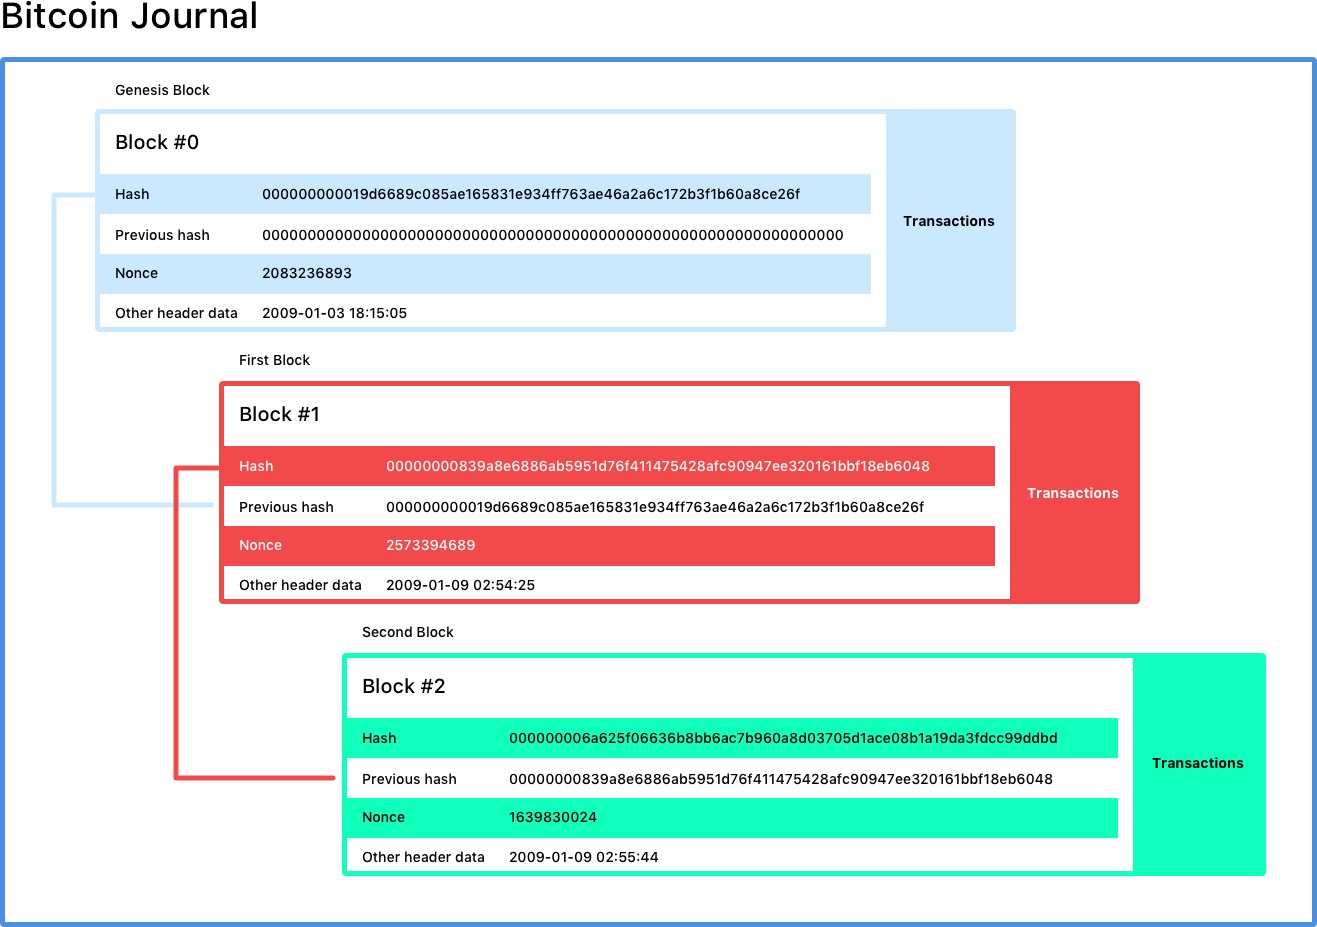 Bitcoin Journal
Genesis Block
Block #0
Hash 000000000019d6689c085ae165831e934ff763ae46a2a6c172b3f1b60a8ce26f
Previous hash 0000000000000000000000000000000000000000000000000000000000000000
Nonce 2083236893
Other header data 2009-01-03 18:15:05
Transactions
First Block
Block #1
Hash 00000000839a8e6886ab5951d76f411475428afc90947ee320161bbf18eb6048
Previous hash 000000000019d6689c085ae165831e934ff763ae46a2a6c172b3f1b60a8ce26f
Nonce 2573394689
Other header data 2009-01-09 02:54:25
Transactions
Second Block
Block #2
Hash 000000006a625f06636b8bb6ac7b960a8d03705d1ace08b1a19da3fdcc99ddbd
Previous hash 00000000839a8e6886ab5951d76f411475428afc90947ee320161bbf18eb6048
Nonce 1639830024
Other header data 2009-01-09 02:55:44
Transactions